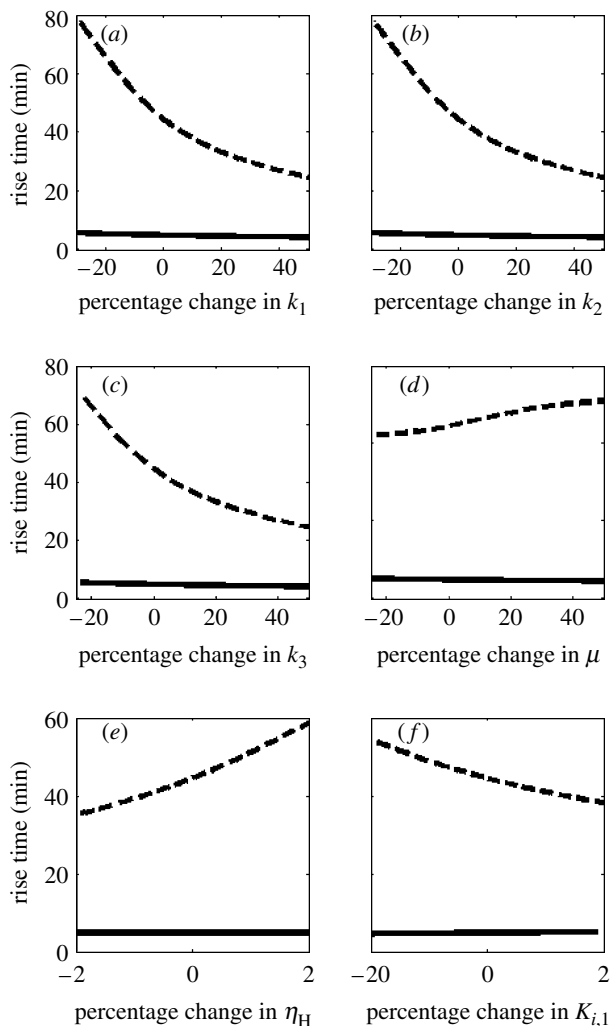 80
(a)
(b)
60
rise time (min)
40
20
0
−20 0 20 40
−20 0 20 40
percentage change in k1
percentage change in k2
80
(c)
(d)
60
rise time (min)
40
20
0
−20 0 20 40
−20 0 20 40
percentage change in k3
percentage change in μ
60
(e)
(f)
rise time (min)
40
20
0
−2 0 2
−20 0 2
percentage change in ηH
percentage change in Ki,1